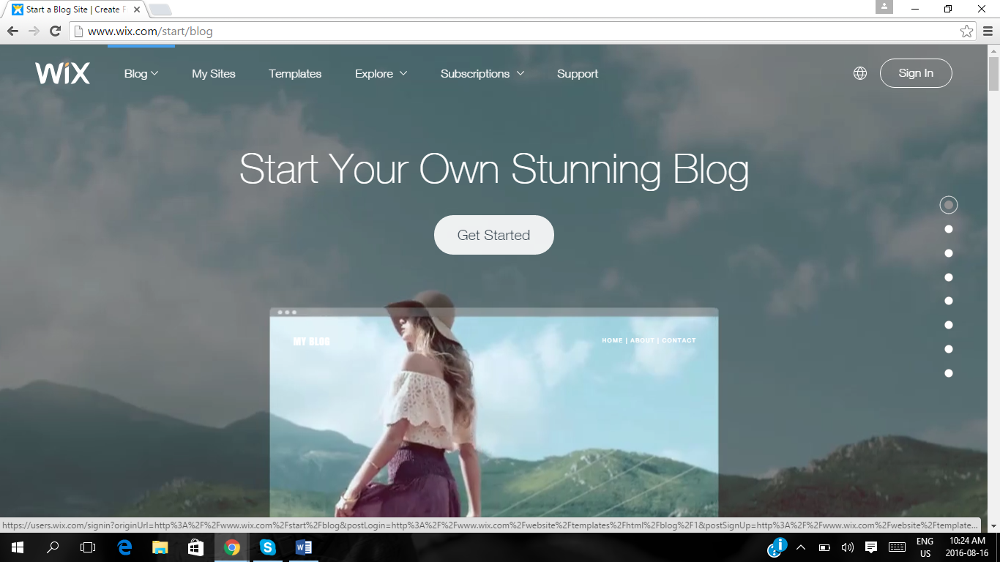 Start a Blog Site | Create F
www.wix.com/start/blog
WiX Blog My Sites Templates Explore Subscriptions Support Sign In
Start Your Own Stunning Blog
Get Started
MY BLOG HOME | ABOUT | CONTACT
https://users.wix.com/signin?originUrl=http%3A%2F%2Fwww.wix.com%2Fstart%2Fblog&postLogin=http%3A%2F%2Fwww.wix.com%2Fwebsite%2Ftemplates%2Fhtml%2Fblog%2F1&postSignUp=http%3A%2F%2Fwww.wix.com%2Fwebsite%2Ftemplate...
ENG 10:24 AM
US 2016-08-16